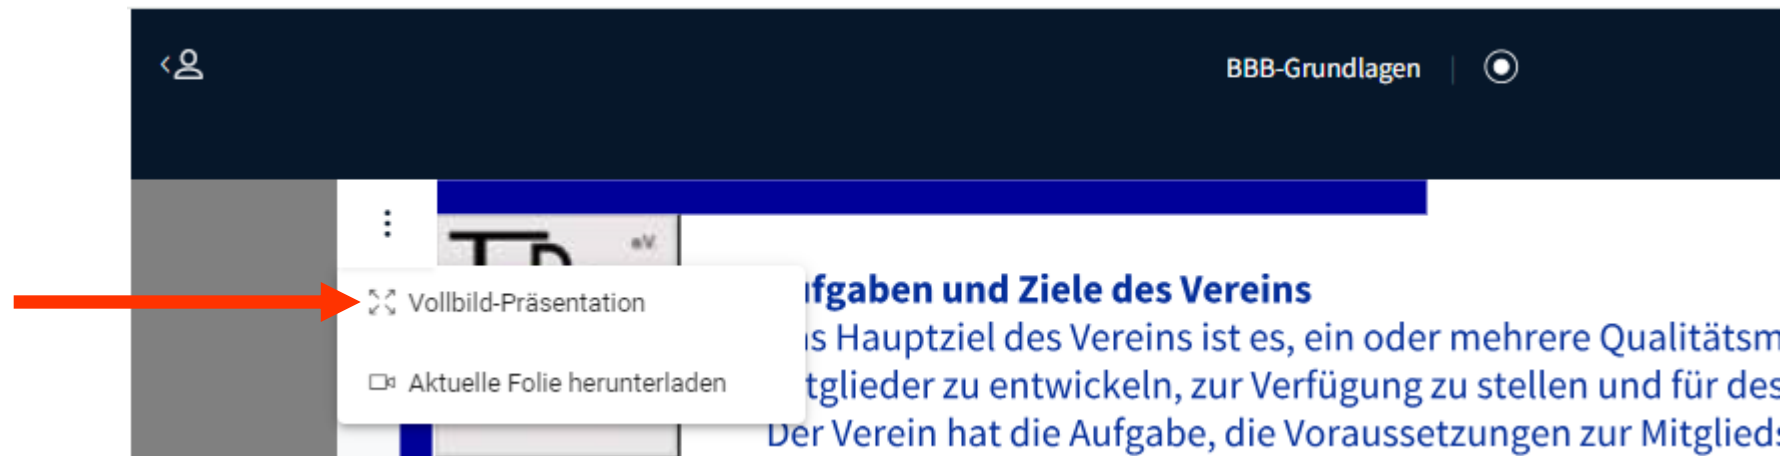 BBB-Grundlagen
eV.
Vollbild-Präsentation
Aktuelle Folie herunterladen
fgaben und Ziele des Vereins
s Hauptziel des Vereins ist es, ein oder mehrere Qualitätsm
tglieder zu entwickeln, zur Verfügung zu stellen und für des
Der Verein hat die Aufgabe, die Voraussetzungen zur Mitglieds